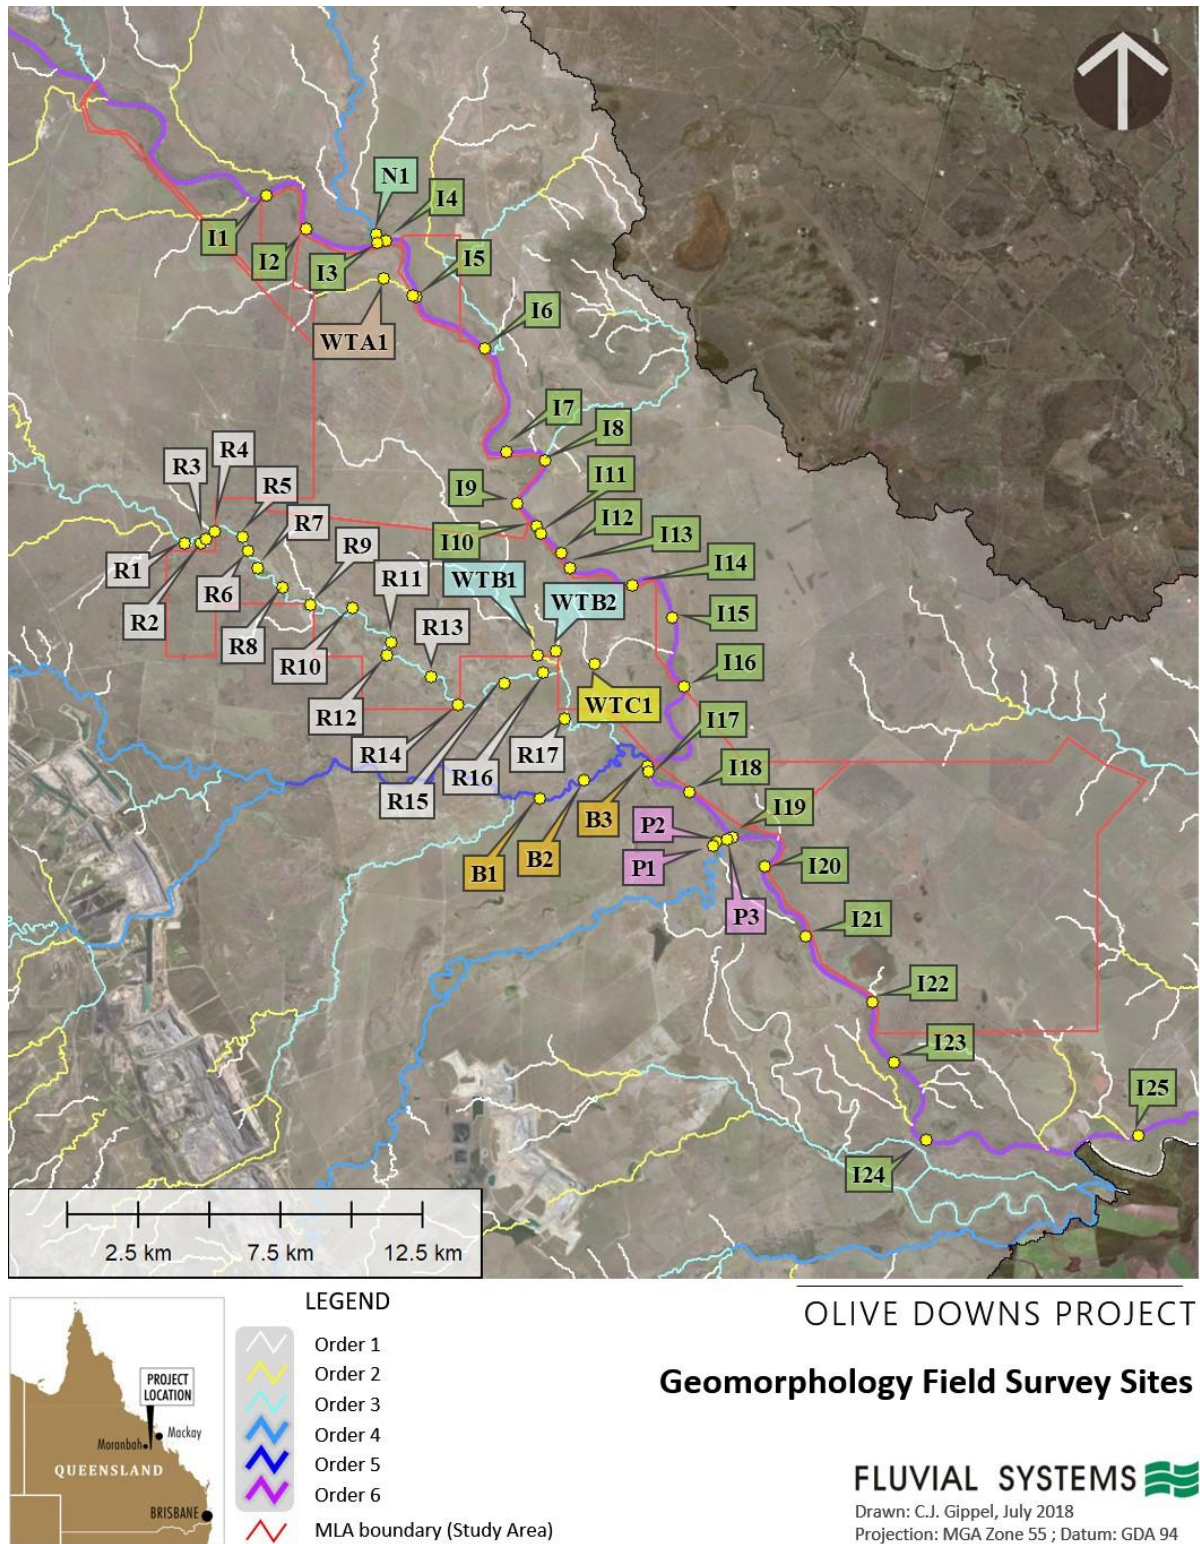 N1
I4
I1
I2
I3
I5
WTA1
I6
I7
I8
R3
R4
R5
I9
I11
I12
I10
I13
R7
R1
R9
R11
WTB1
WTB2
I14
R2
R6
R8
R10
R13
I15
I16
R12
WTC1
I17
R14
R15
R16
R17
I18
B3
P2
I19
B1
B2
P1
I20
P3
I21
I22
I23
I25
I24
2.5 km 7.5 km 12.5 km
LEGEND
Order 1
Order 2
Order 3
Order 4
Order 5
Order 6
MLA boundary (Study Area)
PROJECT
LOCATION
Mackay
Moranbah
QUEENSLAND
BRISBANE
OLIVE DOWNS PROJECT
Geomorphology Field Survey Sites
FLUVIAL SYSTEMS
Drawn: C.J. Gippel, July 2018
Projection: MGA Zone 55 ; Datum: GDA 94